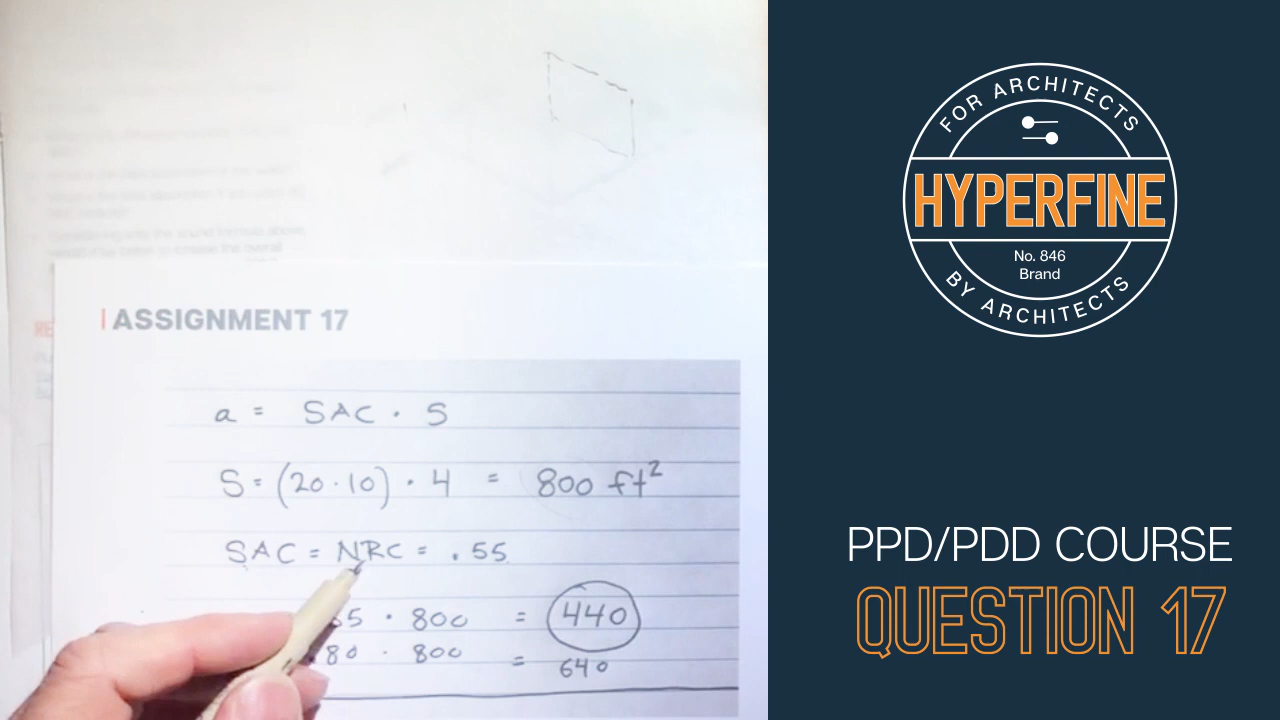 ASSIGNMENT 17
a = SAC · S
S = (20 · 10) · 4 = 800 ft²
SAC = NRC = .55
55 · 800 = 440
.80 · 800 = 640
FOR ARCHITECTS
HYPERFINE
No. 846
Brand
BY ARCHITECTS
PPD/PDD COURSE
QUESTION 17